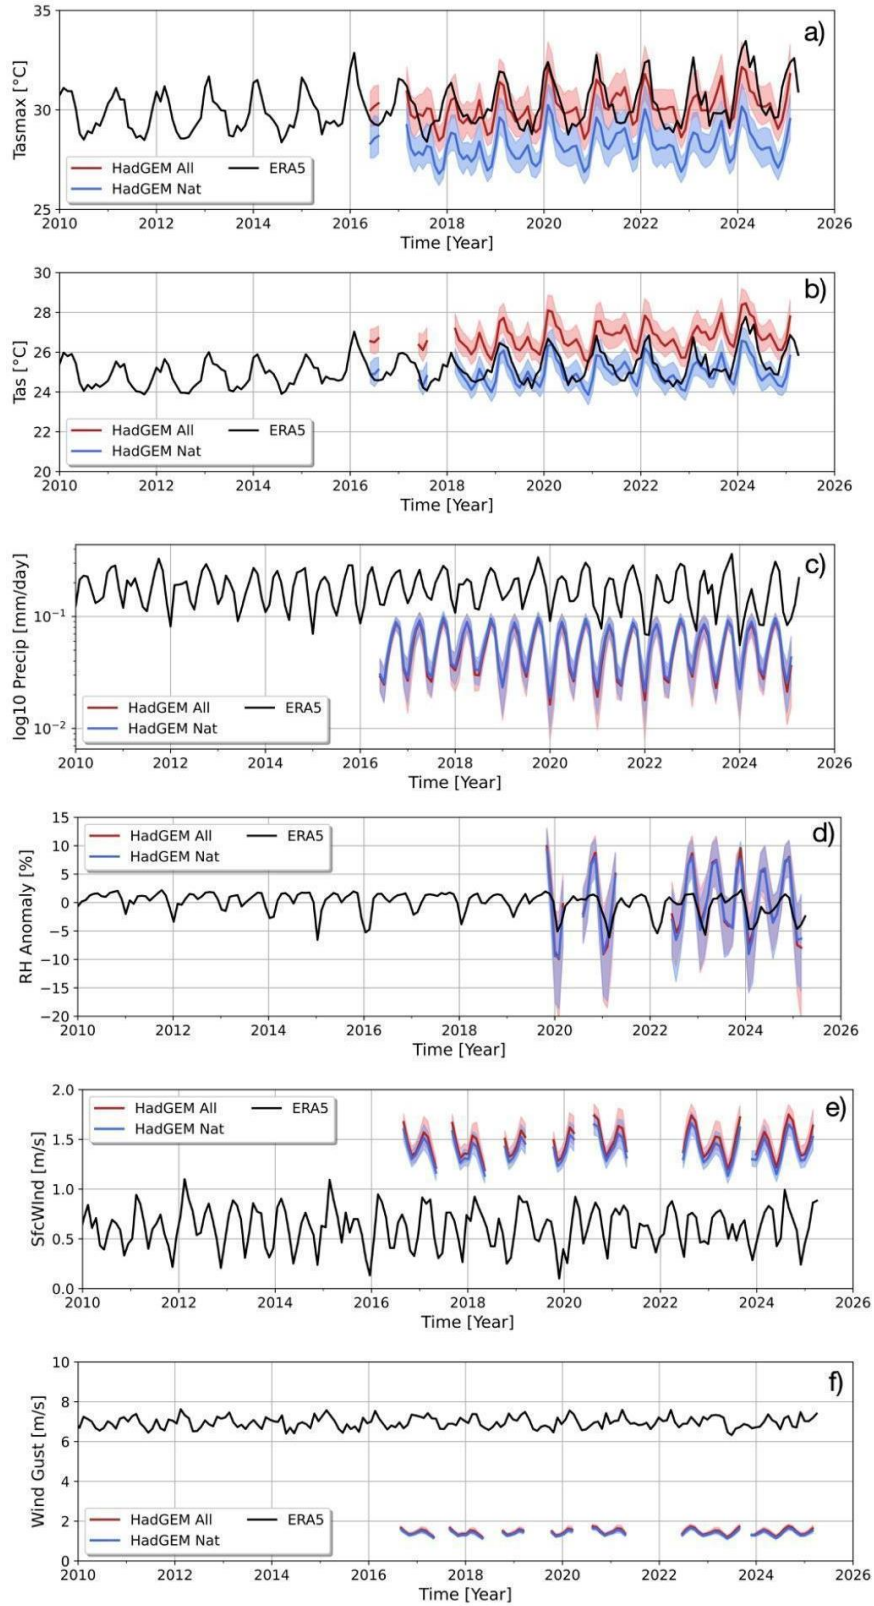 a)
35
30
25
Tasmax [°C]
HadGEM All ERA5
HadGEM Nat
2010 2012 2014 2016 2018 2020 2022 2024 2026
Time [Year]
b)
30
28
26
24
22
20
Tas [°C]
HadGEM All ERA5
HadGEM Nat
2010 2012 2014 2016 2018 2020 2022 2024 2026
Time [Year]
c)
10⁻¹
10⁻²
log10 Precip [mm/day]
HadGEM All ERA5
HadGEM Nat
2010 2012 2014 2016 2018 2020 2022 2024 2026
Time [Year]
d)
15
10
5
0
−5
−10
−15
−20
RH Anomaly [%]
HadGEM All ERA5
HadGEM Nat
2010 2012 2014 2016 2018 2020 2022 2024 2026
Time [Year]
e)
2.0
1.5
1.0
0.5
0.0
SfcWInd [m/s]
HadGEM All ERA5
HadGEM Nat
2010 2012 2014 2016 2018 2020 2022 2024 2026
Time [Year]
f)
10
8
6
4
2
0
Wind Gust [m/s]
HadGEM All ERA5
HadGEM Nat
2010 2012 2014 2016 2018 2020 2022 2024 2026
Time [Year]